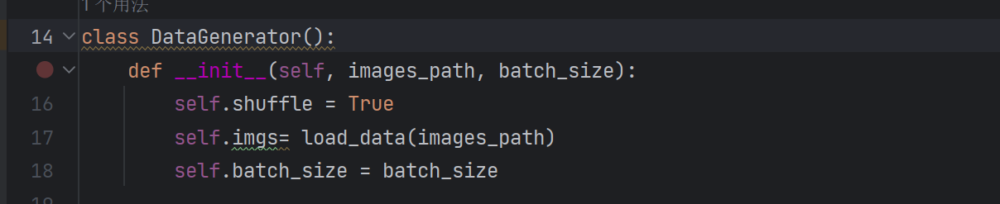 1个用法
14 class DataGenerator():
def __init__(self, images_path, batch_size):
16 self.shuffle = True
17 self.imgs= load_data(images_path)
18 self.batch_size = batch_size
19